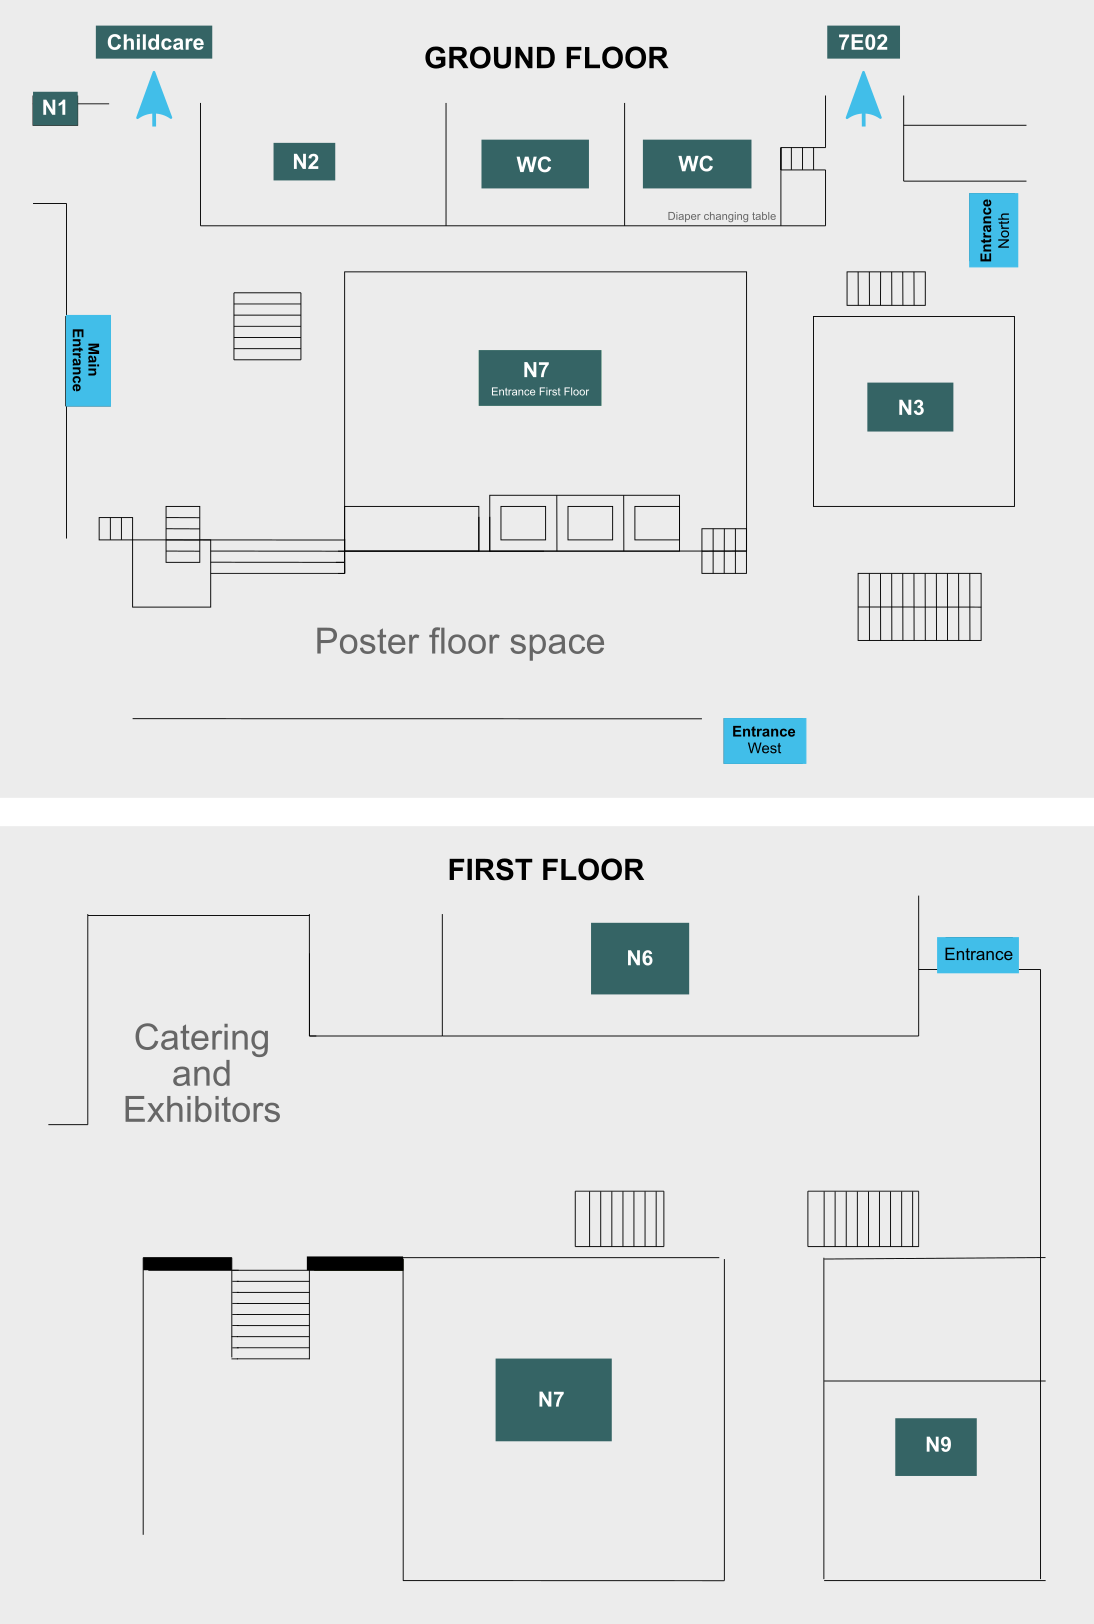 Childcare
GROUND FLOOR
7E02
N1
N2
WC
WC
Diaper changing table
Entrance
North
Main
Entrance
N7
Entrance First Floor
N3
Poster floor space
Entrance
West
FIRST FLOOR
N6
Entrance
Catering
and
Exhibitors
N7
N9